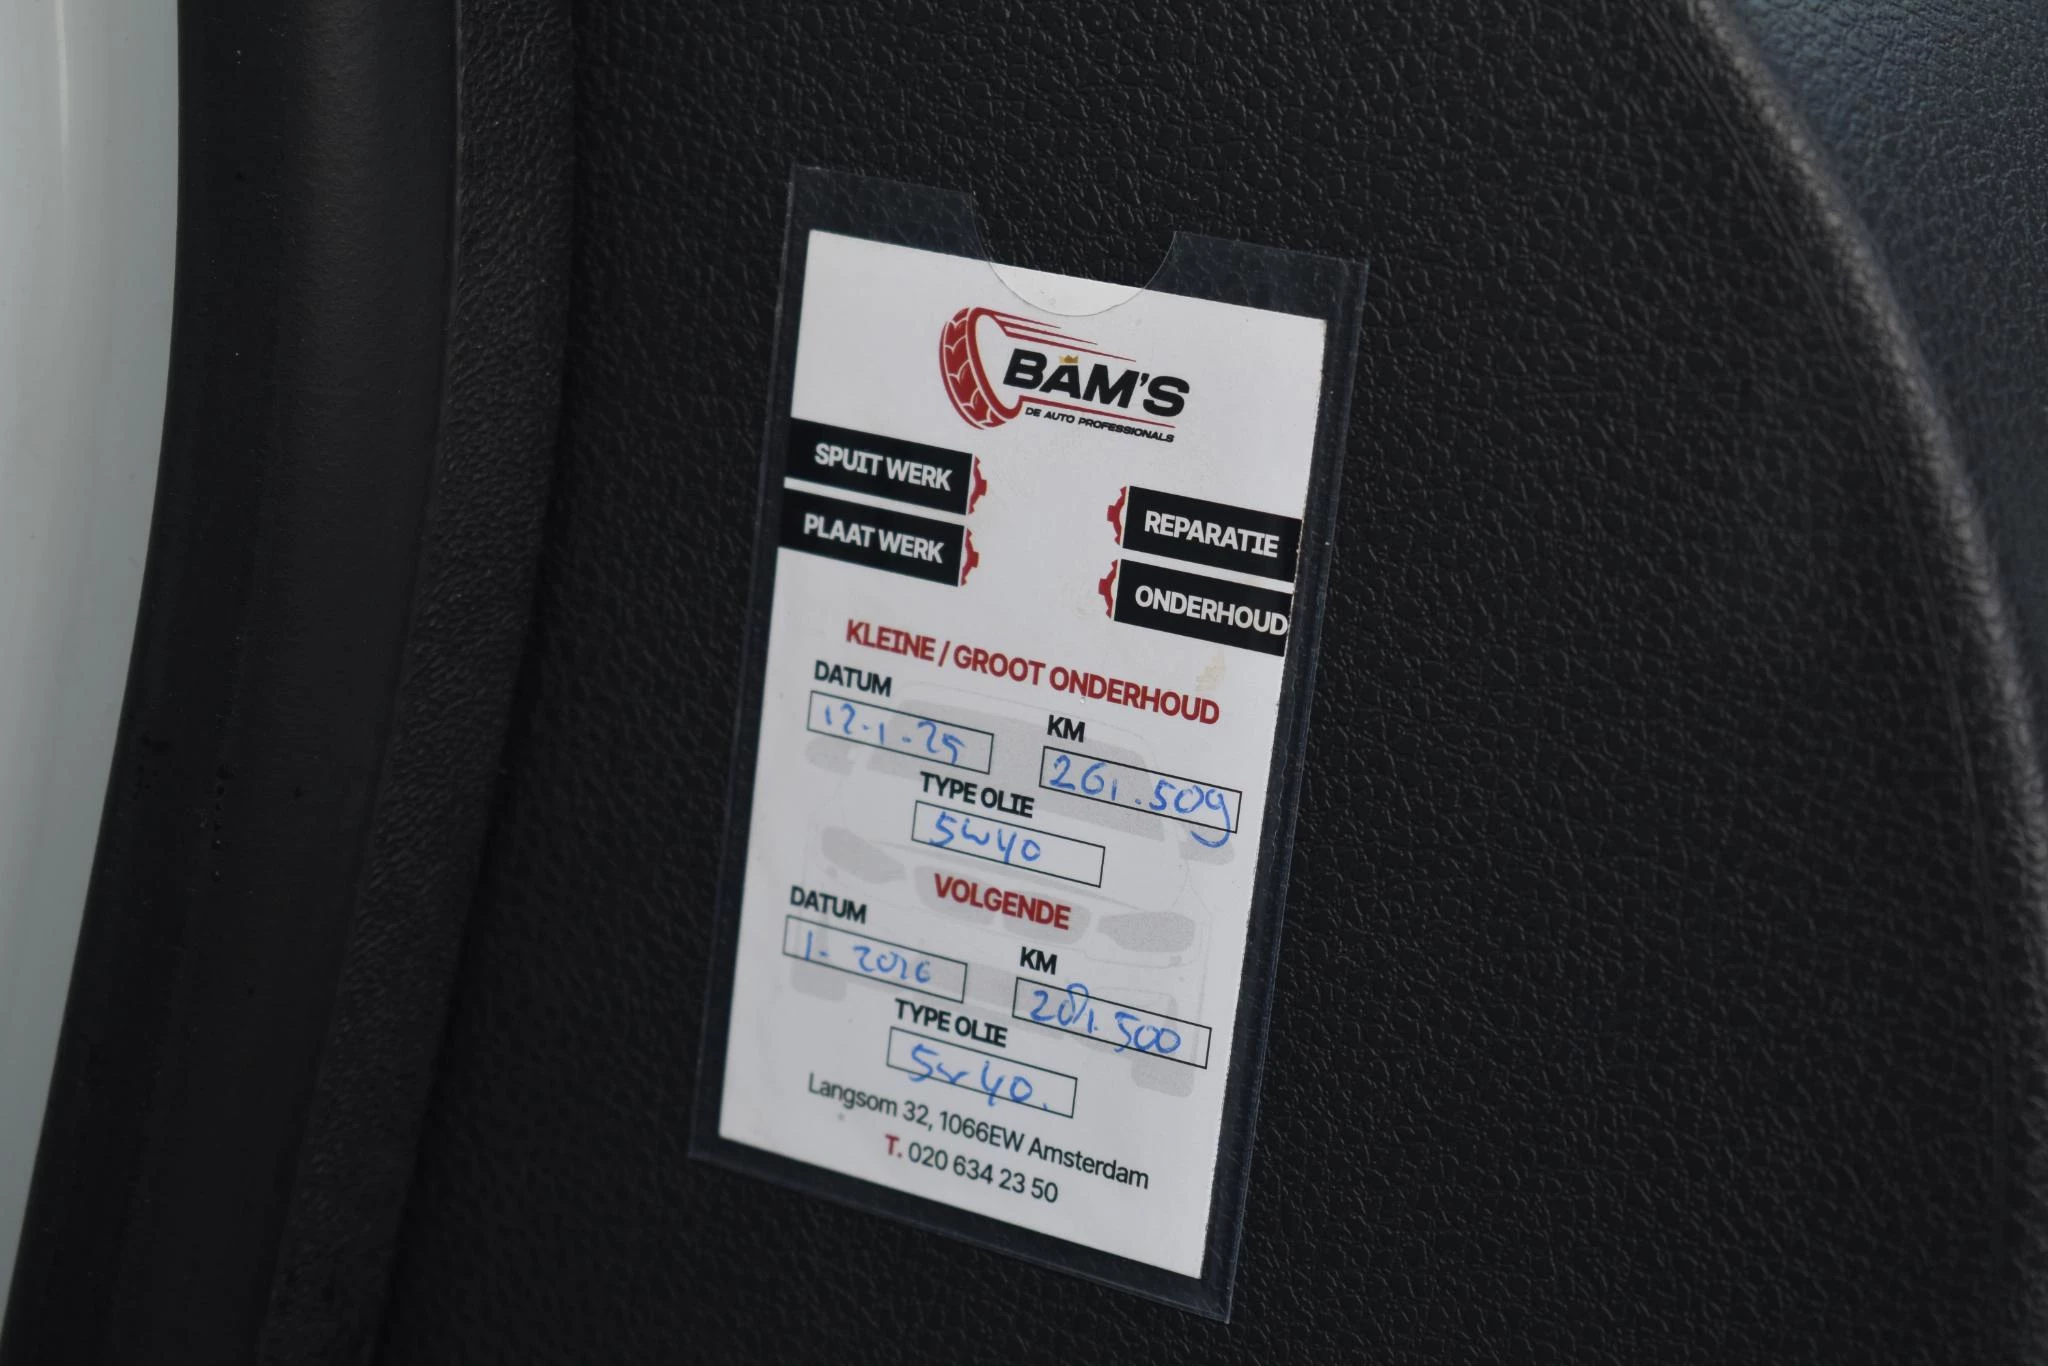 BAM'S
DE AUTO PROFESSIONALS
SPUIT WERK
PLAAT WERK
REPARATIE
ONDERHOUD
KLEINE / GROOT ONDERHOUD
DATUM
12-1-25
KM
261.509
TYPE OLIE
5w40
VOLGENDE
DATUM
1-2026
KM
281.500
TYPE OLIE
5w40.
Langsom 32, 1066EW Amsterdam
T. 020 634 23 50